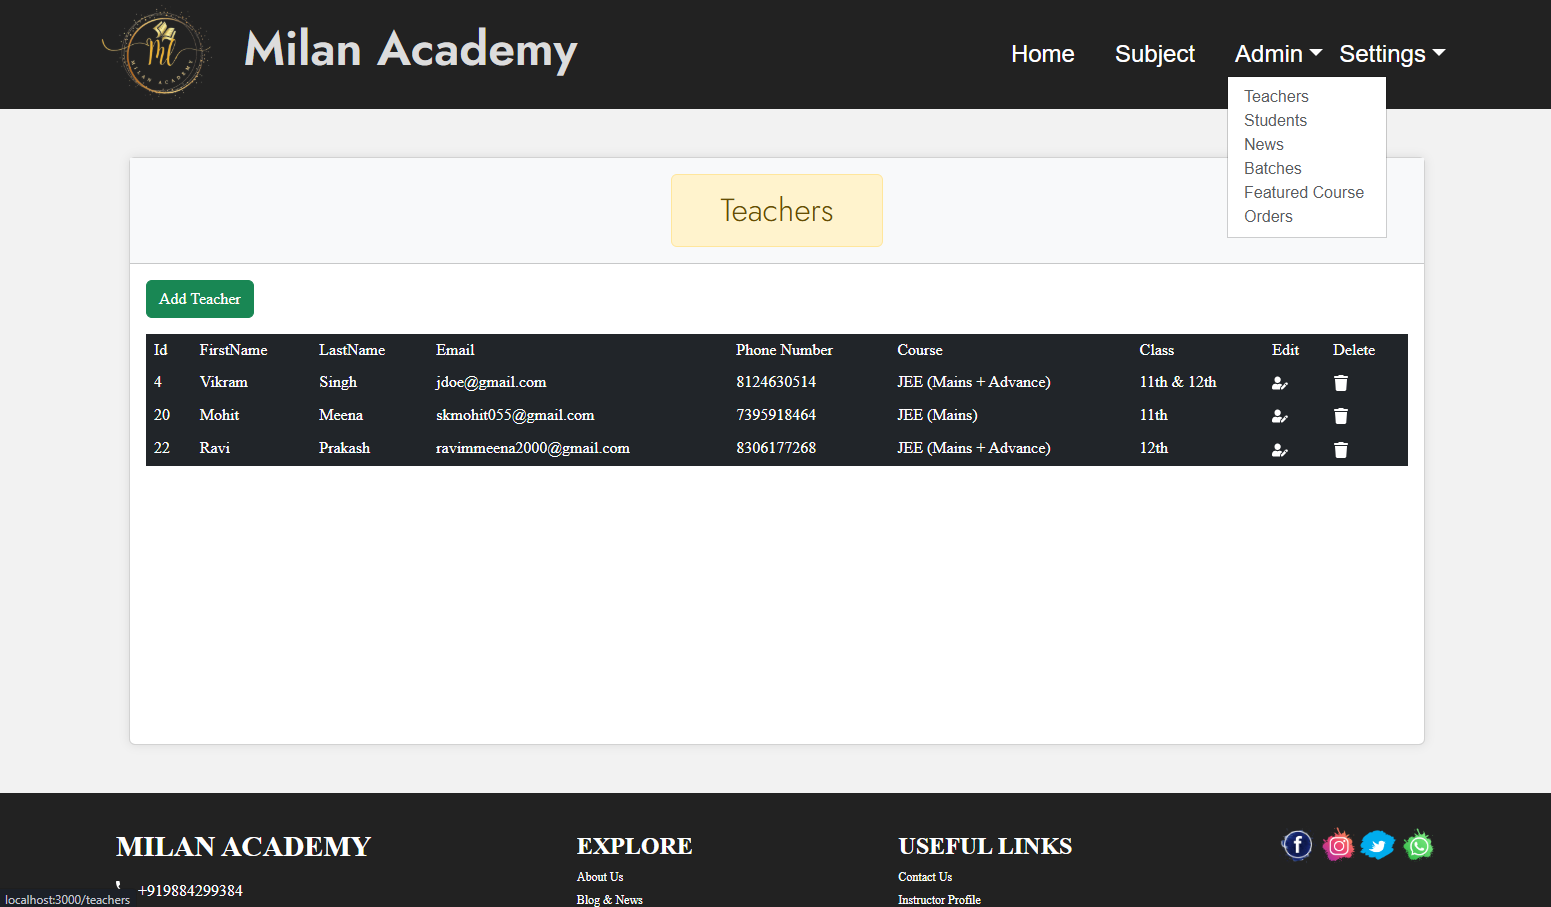 Milan Academy
Home Subject Admin Settings
Teachers
Students
News
Batches
Featured Course
Orders
Teachers
Add Teacher
Id FirstName LastName Email Phone Number Course Class Edit Delete
4 Vikram Singh jdoe@gmail.com 8124630514 JEE (Mains + Advance) 11th & 12th
20 Mohit Meena skmohit055@gmail.com 7395918464 JEE (Mains) 11th
22 Ravi Prakash ravimmeena2000@gmail.com 8306177268 JEE (Mains + Advance) 12th
MILAN ACADEMY
+919884299384
EXPLORE
About Us
Blog & News
USEFUL LINKS
Contact Us
Instructor Profile
localhost:3000/teachers
ml
MILAN ACADEMY